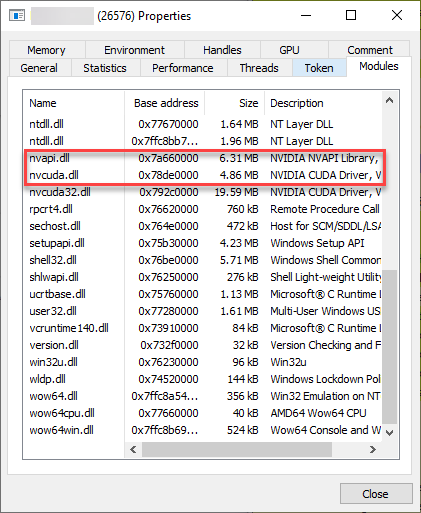 (26576) Properties
Memory Environment Handles GPU Comment
General Statistics Performance Threads Token Modules
Name Base address Size Description
ntdll.dll 0x77670000 1.64 MB NT Layer DLL
ntdll.dll 0x7ffc8bb7... 1.96 MB NT Layer DLL
nvapi.dll 0x7a660000 6.31 MB NVIDIA NVAPI Library,
nvcuda.dll 0x78de0000 4.86 MB NVIDIA CUDA Driver, V
nvcuda32.dll 0x792c0000 19.59 MB NVIDIA CUDA Driver, V
rpcrt4.dll 0x76620000 760 kB Remote Procedure Call
sechost.dll 0x764e0000 472 kB Host for SCM/SDDL/LSA
setupapi.dll 0x75b30000 4.23 MB Windows Setup API
shell32.dll 0x76be0000 5.71 MB Windows Shell Common
shlwapi.dll 0x76250000 276 kB Shell Light-weight Utility
ucrtbase.dll 0x75760000 1.13 MB Microsoft® C Runtime L
user32.dll 0x77280000 1.61 MB Multi-User Windows USE
vcruntime140.dll 0x73910000 84 kB Microsoft® C Runtime L
version.dll 0x732f0000 32 kB Version Checking and F
win32u.dll 0x76230000 96 kB Win32u
wldp.dll 0x74520000 144 kB Windows Lockdown Pol
wow64.dll 0x7ffc8a54... 356 kB Win32 Emulation on NT
wow64cpu.dll 0x77660000 40 kB AMD64 Wow64 CPU
wow64win.dll 0x7ffc8b69... 524 kB Wow64 Console and W
Close